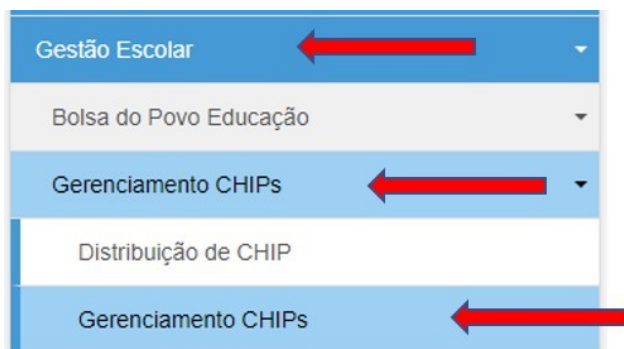 Gestão Escolar
Bolsa do Povo Educação
Gerenciamento CHIPs
Distribuição de CHIP
Gerenciamento CHIPs